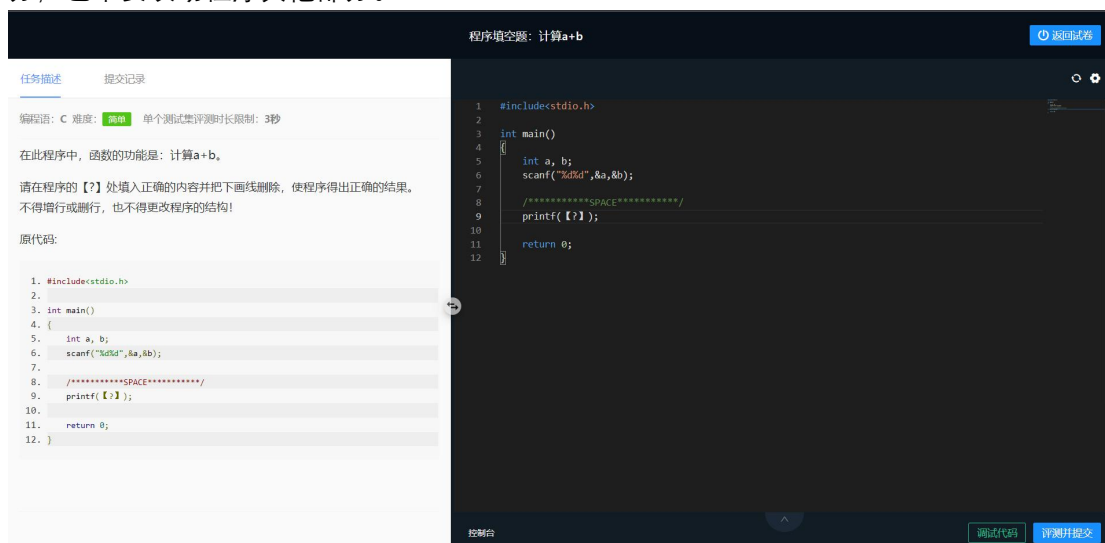 程序填空题：计算a+b
返回试卷
任务描述 提交记录
编程语：C 难度：简单 单个测试集评测时长限制：3秒
在此程序中，函数的功能是：计算a+b。
请在程序的【?】处填入正确的内容并把下画线删除，使程序得出正确的结果。
不得增行或删行，也不得更改程序的结构！
原代码：
1. #include<stdio.h>
2.
3. int main()
4. {
5. int a, b;
6. scanf("%d%d",&a,&b);
7.
8. /***********SPACE***********/
9. printf(【?】);
10.
11. return 0;
12. }
1 #include<stdio.h>
2
3 int main()
4 {
5 int a, b;
6 scanf("%d%d",&a,&b);
7
8 /***********SPACE***********/
9 printf(【?】);
10
11 return 0;
12 }
控制台
调试代码 评测并提交